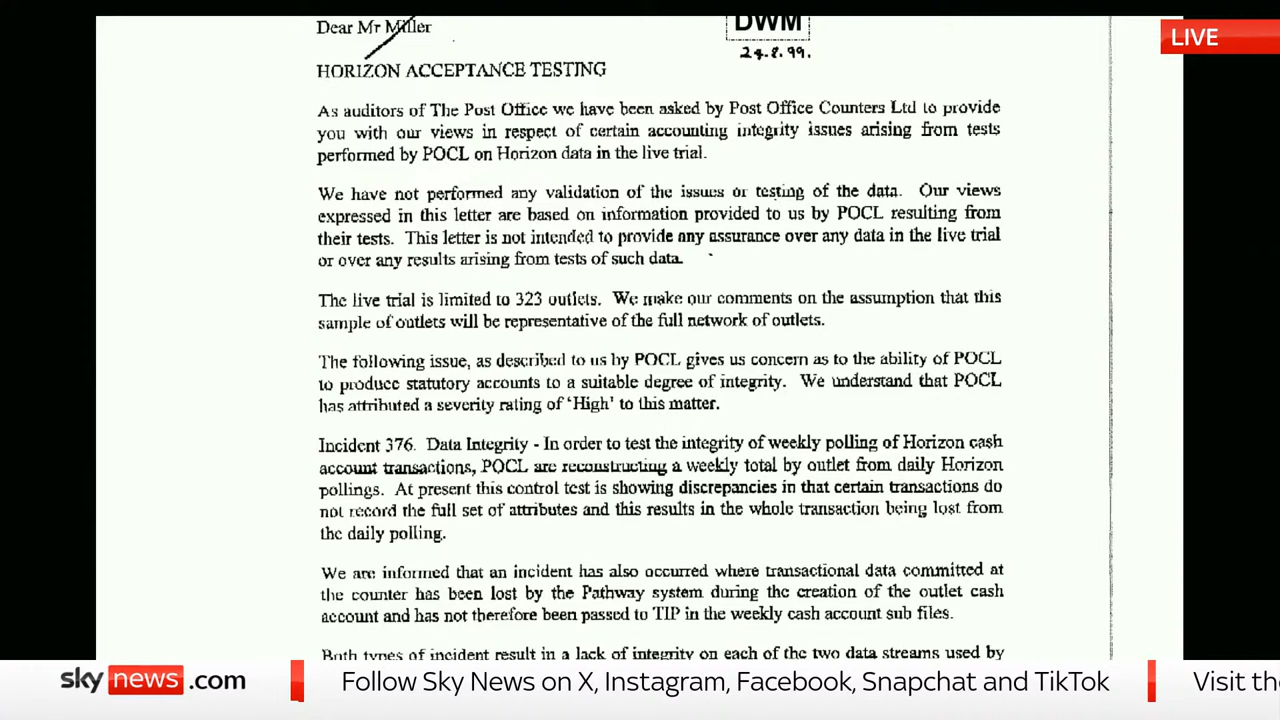 DWM
LIVE
Dear Mr Miller
24.8.99.
HORIZON ACCEPTANCE TESTING
As auditors of The Post Office we have been asked by Post Office Counters Ltd to provide
you with our views in respect of certain accounting integrity issues arising from tests
performed by POCL on Horizon data in the live trial.
We have not performed any validation of the issues or testing of the data. Our views
expressed in this letter are based on information provided to us by POCL resulting from
their tests. This letter is not intended to provide any assurance over any data in the live trial
or over any results arising from tests of such data.
The live trial is limited to 323 outlets. We make our comments on the assumption that this
sample of outlets will be representative of the full network of outlets.
The following issue, as described to us by POCL gives us concern as to the ability of POCL
to produce statutory accounts to a suitable degree of integrity. We understand that POCL
has attributed a severity rating of ‘High’ to this matter.
Incident 376. Data Integrity - In order to test the integrity of weekly polling of Horizon cash
account transactions, POCL are reconstructing a weekly total by outlet from daily Horizon
pollings. At present this control test is showing discrepancies in that certain transactions do
not record the full set of attributes and this results in the whole transaction being lost from
the daily polling.
We are informed that an incident has also occurred where transactional data committed at
the counter has been lost by the Pathway system during the creation of the outlet cash
account and has not therefore been passed to TIP in the weekly cash account sub files.
Both types of incident result in a lack of integrity on each of the two data streams used by
sky news .com
Follow Sky News on X, Instagram, Facebook, Snapchat and TikTok
Visit the